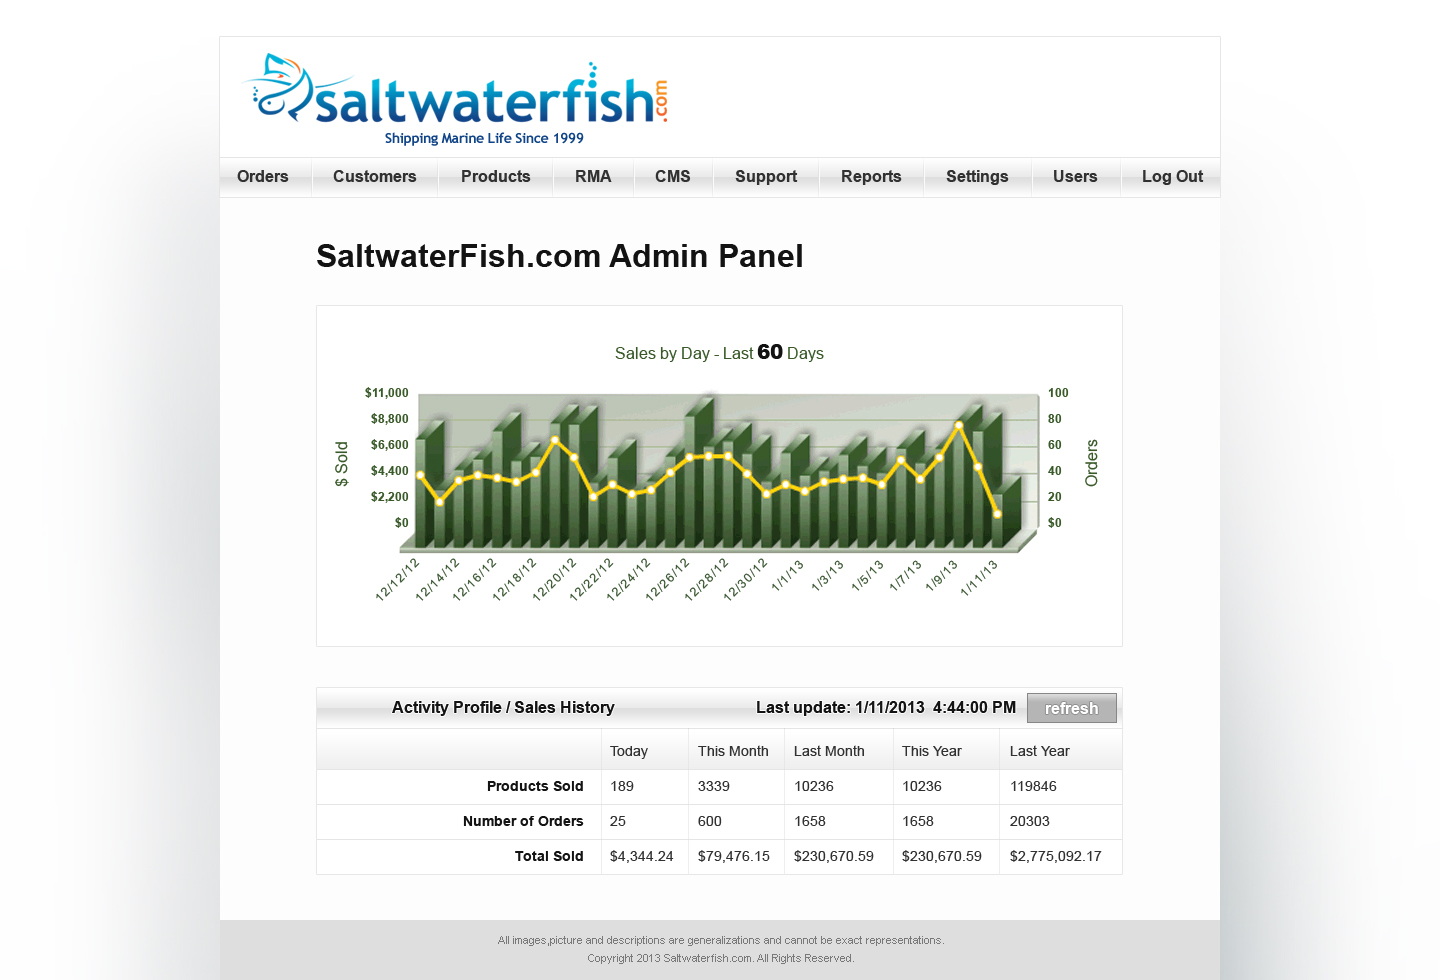 saltwaterfish.com
Shipping Marine Life Since 1999
Orders Customers Products RMA CMS Support Reports Settings Users Log Out
SaltwaterFish.com Admin Panel
Sales by Day - Last 60 Days
$11,000 100
$8,800 80
$6,600 60
$4,400 40
$2,200 20
$0 $0
$ Sold
Orders
12/12/12 12/14/12 12/16/12 12/18/12 12/20/12 12/22/12 12/24/12 12/26/12 12/28/12 12/30/12 1/1/13 1/3/13 1/5/13 1/7/13 1/9/13 1/11/13
Activity Profile / Sales History Last update: 1/11/2013 4:44:00 PM refresh
Today This Month Last Month This Year Last Year
Products Sold 189 3339 10236 10236 119846
Number of Orders 25 600 1658 1658 20303
Total Sold $4,344.24 $79,476.15 $230,670.59 $230,670.59 $2,775,092.17
All images,picture and descriptions are generalizations and cannot be exact representations.
Copyright 2013 Saltwaterfish.com. All Rights Reserved.